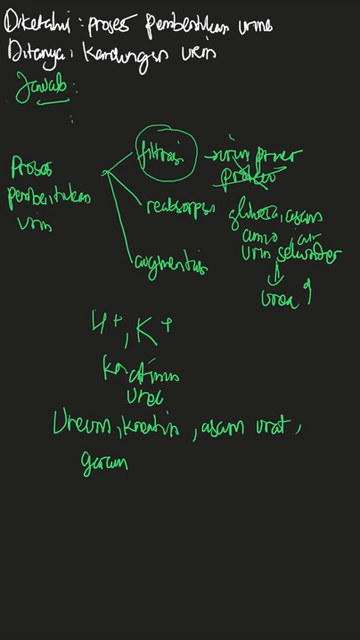 Diketahui : proses pembentukan urine
Ditanya : Kandungan urin
Jawab :
:
Proses
pembentukan
urin
filtrasi → urin primer
protein
reabsorpsi glukosa, asam
amino, air
urin sekunder
urea
augmentasi
H+, K+
kreatinin
urea
Ureum, kreatin, asam urat,
garam